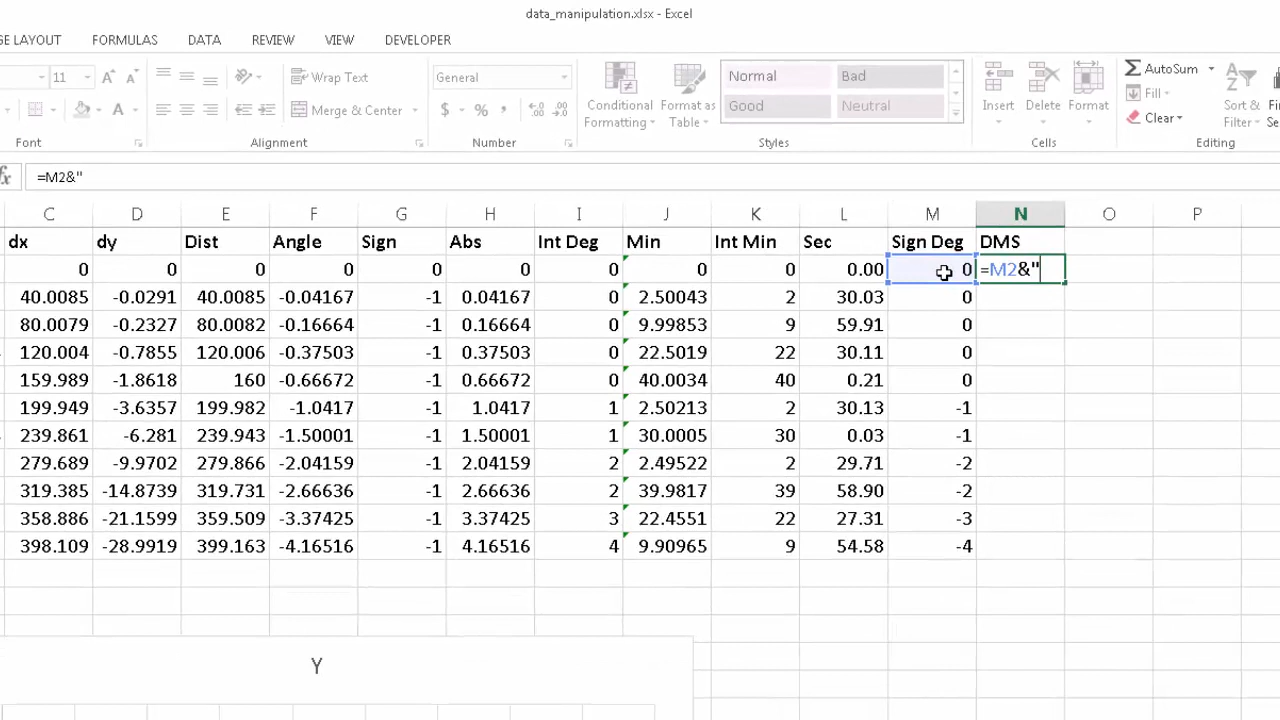 data_manipulation.xlsx - Excel
GE LAYOUT FORMULAS DATA REVIEW VIEW DEVELOPER
11 A A Wrap Text General Normal Bad AutoSum
A Merge & Center $ % , .0 .00 .00 .0 Conditional Formatting Format as Table Good Neutral Insert Delete Format Fill Sort & Filter
Clear
Font Alignment Number Styles Cells Editing
fx =M2&"
C D E F G H I J K L M N O P
dx dy Dist Angle Sign Abs Int Deg Min Int Min Sec Sign Deg DMS
0 0 0 0 0 0 0 0 0 0.00 0 =M2&"
40.0085 -0.0291 40.0085 -0.04167 -1 0.04167 0 2.50043 2 30.03 0
80.0079 -0.2327 80.0082 -0.16664 -1 0.16664 0 9.99853 9 59.91 0
120.004 -0.7855 120.006 -0.37503 -1 0.37503 0 22.5019 22 30.11 0
159.989 -1.8618 160 -0.66672 -1 0.66672 0 40.0034 40 0.21 0
199.949 -3.6357 199.982 -1.0417 -1 1.0417 1 2.50213 2 30.13 -1
239.861 -6.281 239.943 -1.50001 -1 1.50001 1 30.0005 30 0.03 -1
279.689 -9.9702 279.866 -2.04159 -1 2.04159 2 2.49522 2 29.71 -2
319.385 -14.8739 319.731 -2.66636 -1 2.66636 2 39.9817 39 58.90 -2
358.886 -21.1599 359.509 -3.37425 -1 3.37425 3 22.4551 22 27.31 -3
398.109 -28.9919 399.163 -4.16516 -1 4.16516 4 9.90965 9 54.58 -4
Y